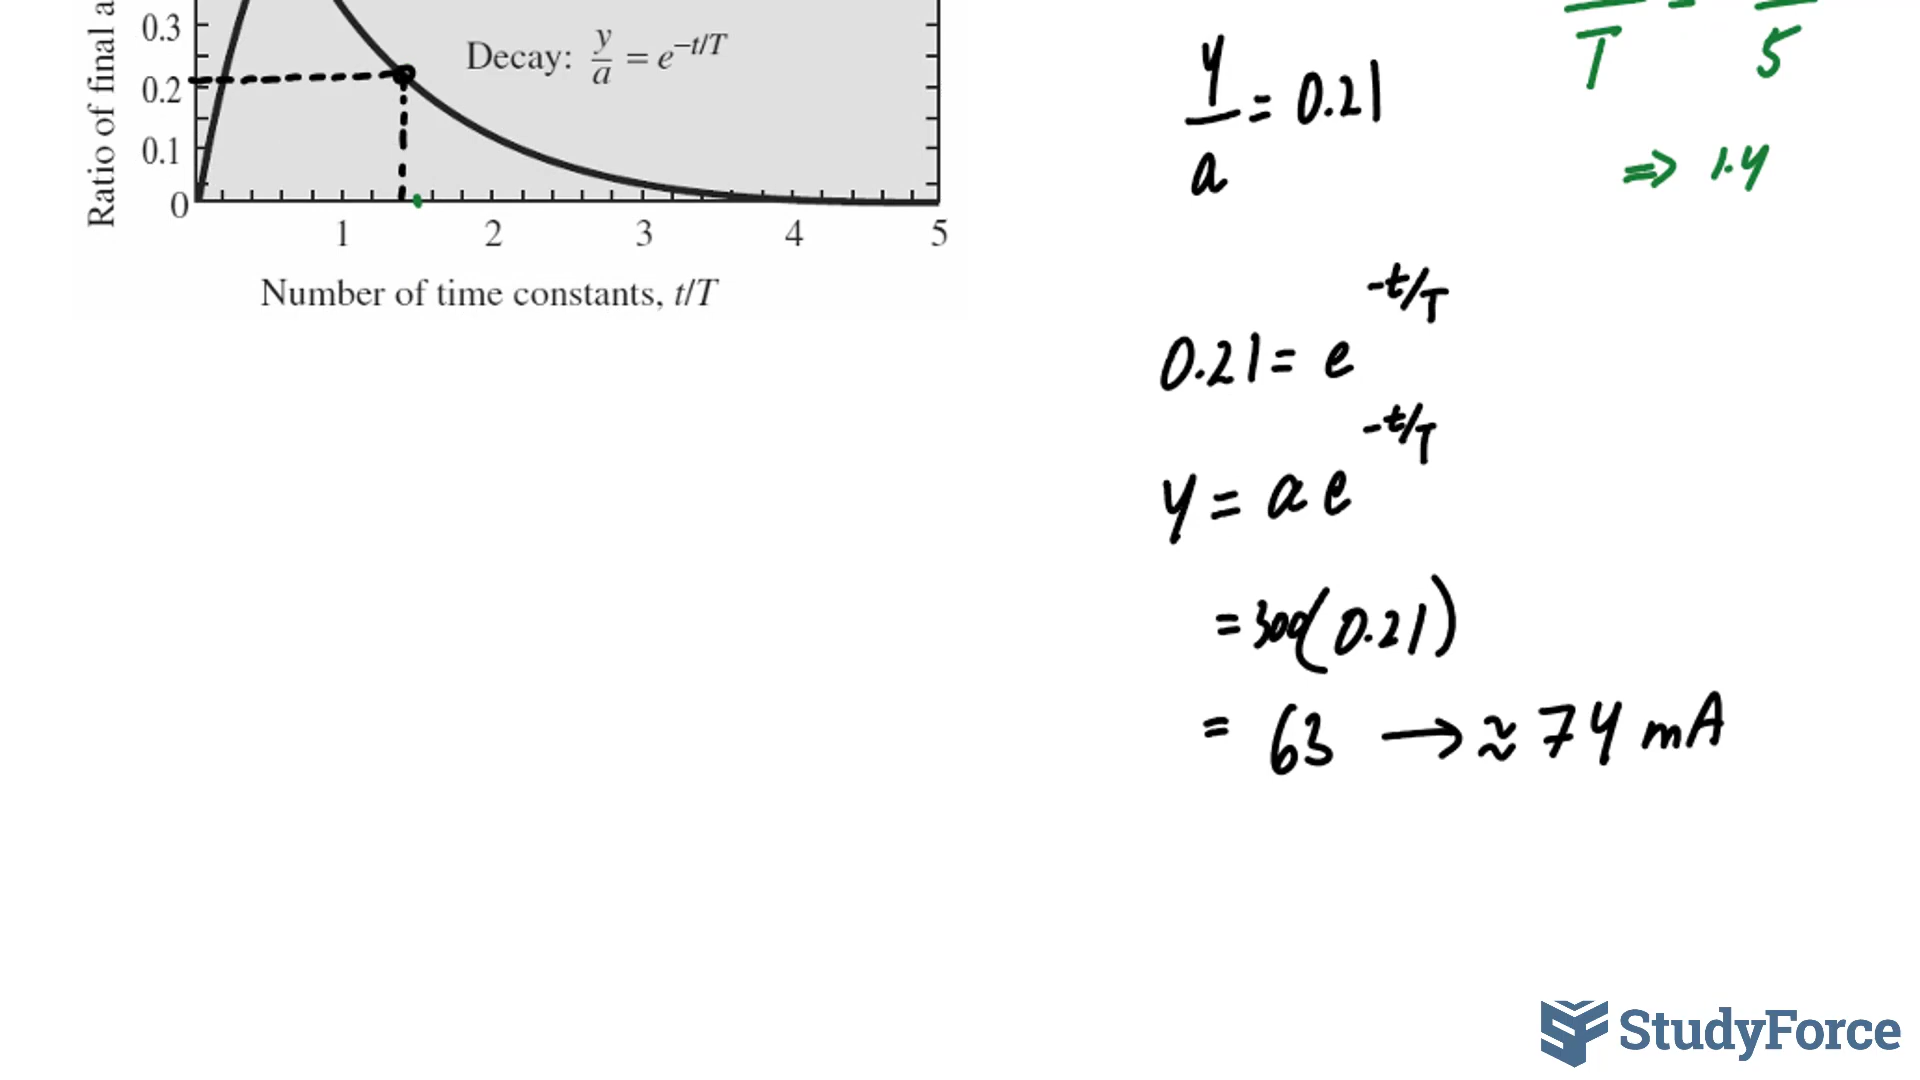 Ratio of final a
0.3
0.2
0.1
0
Decay: y/a = e^–t/T
1 2 3 4 5
Number of time constants, t/T
T 5
=> 1.4
y/a = 0.21
0.21 = e^-t/T
y = a e^-t/T
= 300(0.21)
= 63 → ≈ 74 mA
StudyForce